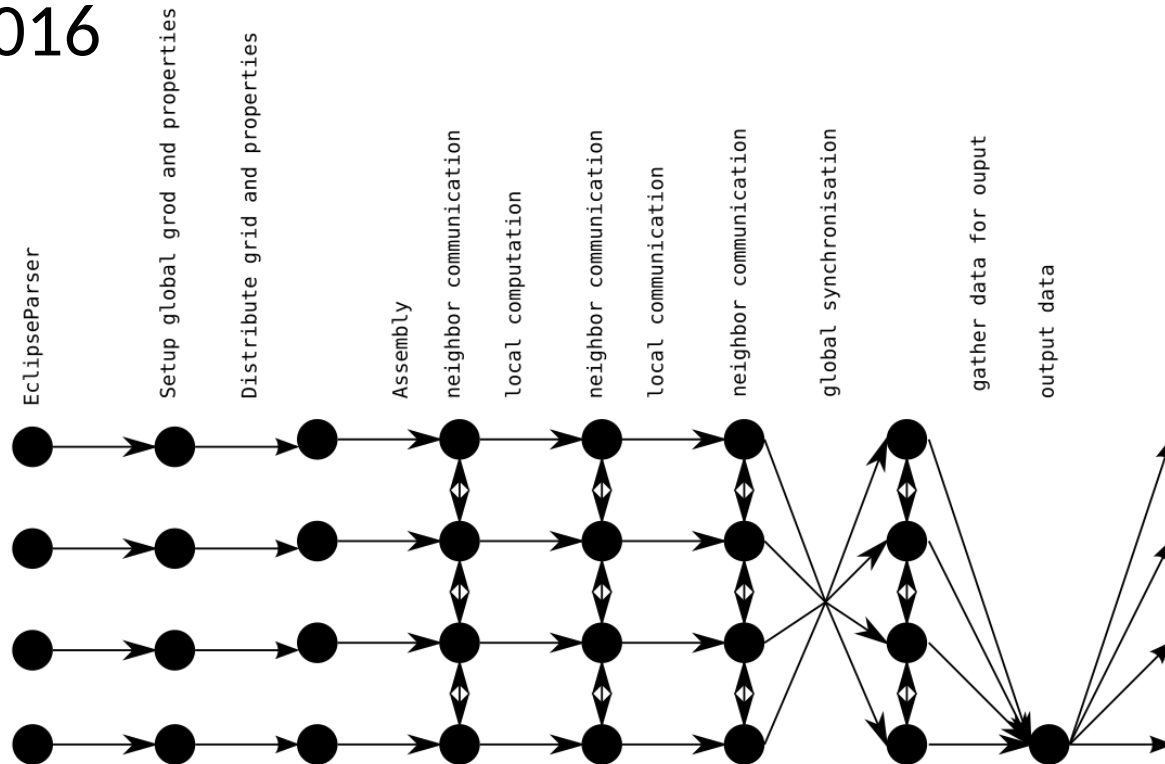 016
EclipseParser
Setup global grod and properties
Distribute grid and properties
Assembly
neighbor communication
local computation
neighbor communication
local communication
neighbor communication
global synchronisation
gather data for ouput
output data